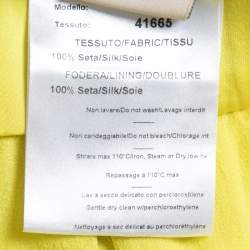 Modello:
Tessuto: 41665
TESSUTO/FABRIC/TISSU
100% Seta/Silk/Soie
FODERA/LINING/DOUBLURE
100% Seta/Silk/Soie
Non lavare/Do not wash/Lavage interdit
Non candeggiabile/Do not bleach/Chlorage int
Stirare max 110°C/Iron, Steam or Dry low
Repassage à 110°C max
Lav a secco delicato con percloroetilene
Gentle dry clean w/perchloroethylene
Nettoyage a sec délicat au perchlorethylene